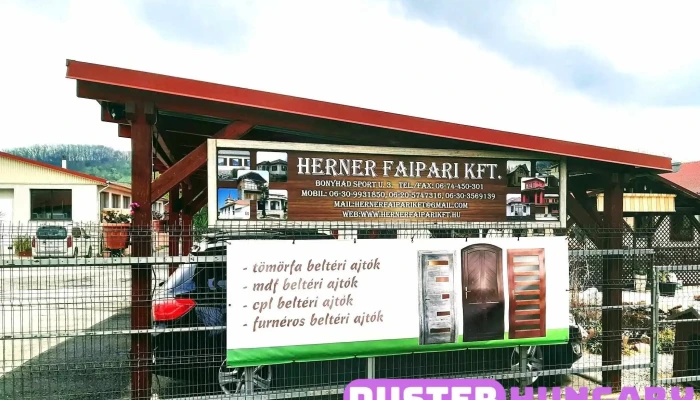 HERNER FAIPARI KFT.
BONYHÁD SPORT U. 3. TEL/FAX: 06-74-450-301
MOBIL: 06-30-9931850, 06-20-5747316, 06-30-3569139
MAIL:HERNERFAIPARIKFT@GMAIL.COM
WEB:WWW.HERNERFAIPARIKFT.HU
- tömörfa beltéri ajtók
- mdf beltéri ajtók
- cpl beltéri ajtók
- furnéros beltéri ajtók
DUSTER HUNGARY